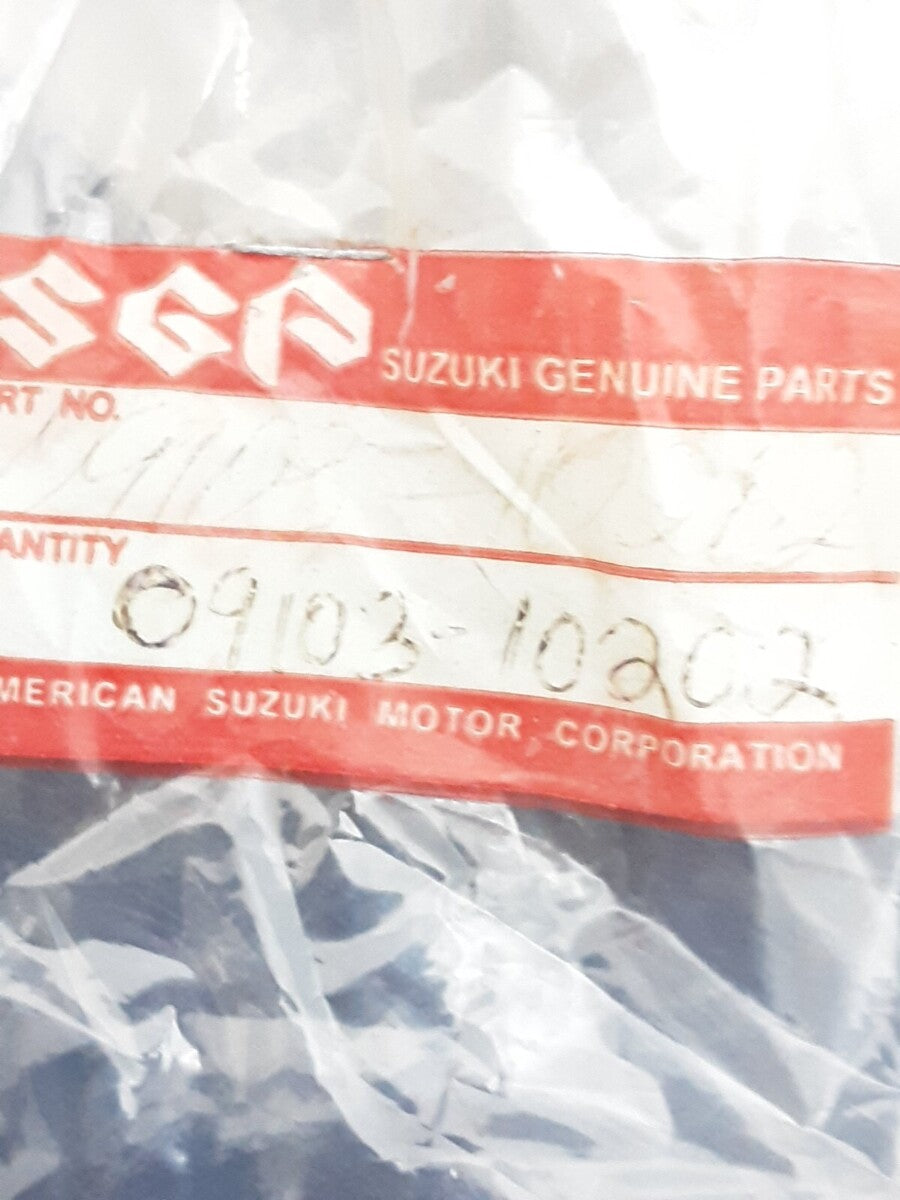 SGP SUZUKI GENUINE PARTS
RT NO.
ANTITY
09103-10202
MERICAN SUZUKI MOTOR CORPORATION